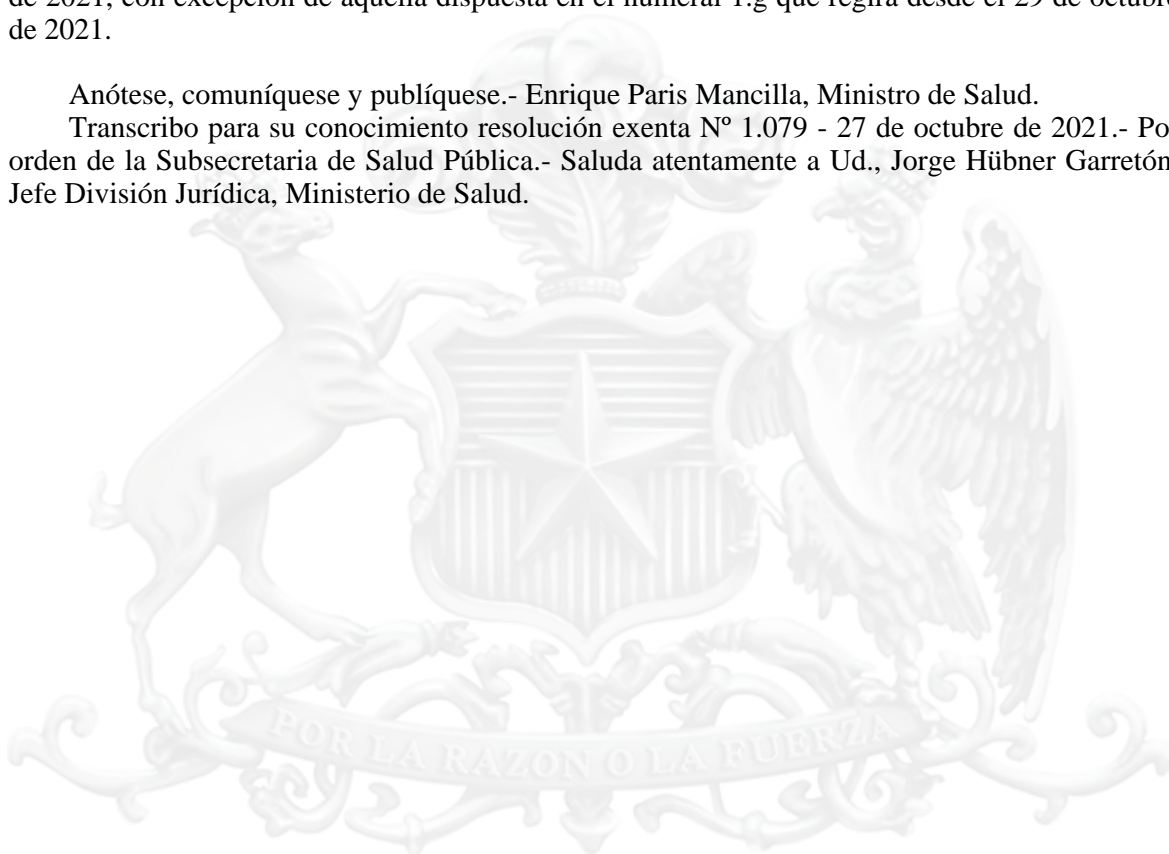 de 2021, con excepción de aquella dispuesta en el numeral 1.g que regirá desde el 29 de octubre
de 2021.
Anótese, comuníquese y publíquese.- Enrique Paris Mancilla, Ministro de Salud.
Transcribo para su conocimiento resolución exenta Nº 1.079 - 27 de octubre de 2021.- Po
orden de la Subsecretaria de Salud Pública.- Saluda atentamente a Ud., Jorge Hübner Garretón
Jefe División Jurídica, Ministerio de Salud.
POR LA RAZON O LA FUERZA